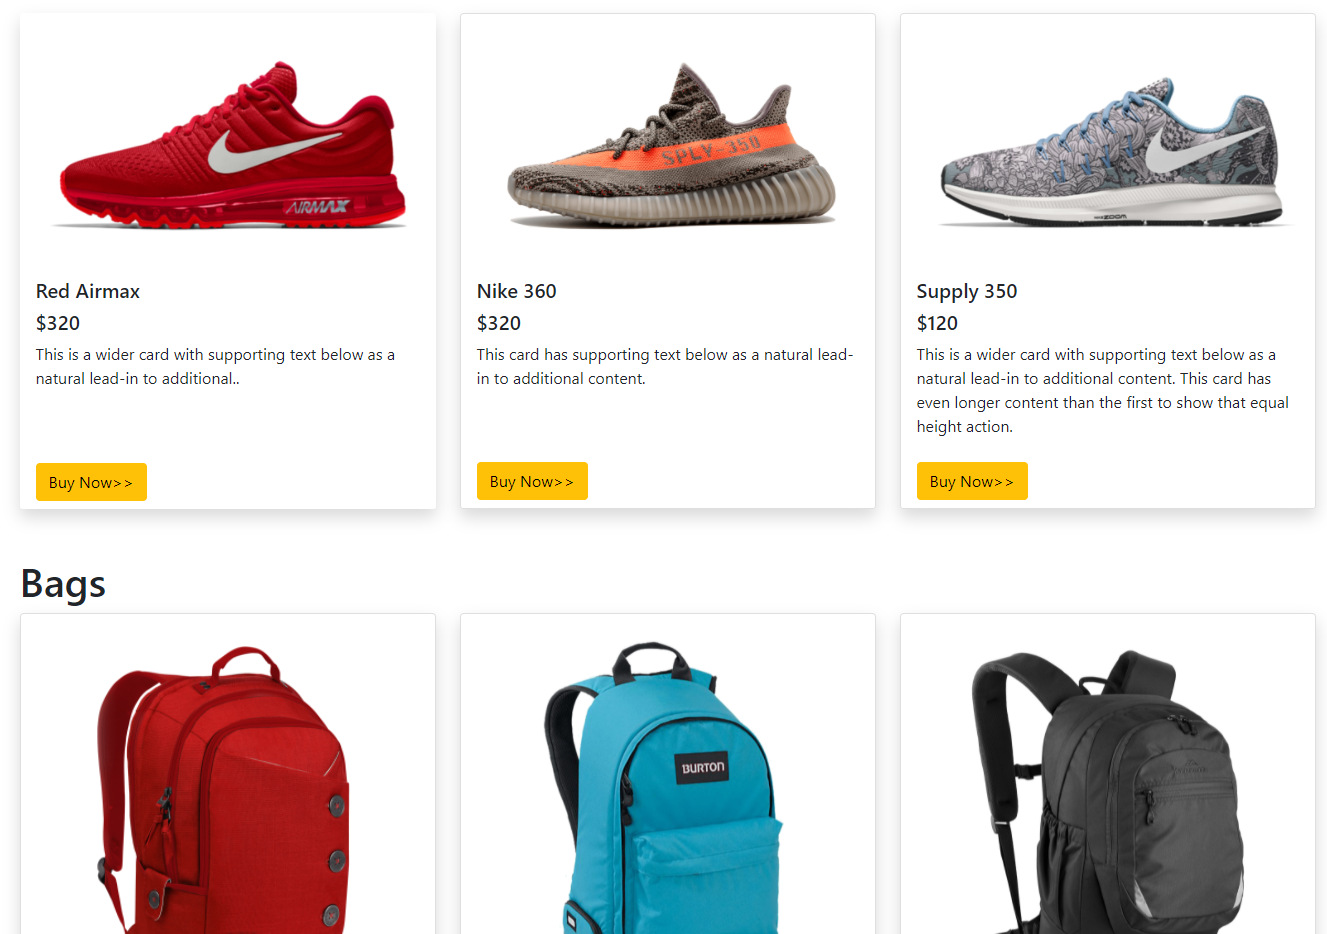 AIRMAX
SPLY-350
ZOOM
Red Airmax
$320
This is a wider card with supporting text below as a
natural lead-in to additional..
Buy Now>>
Nike 360
$320
This card has supporting text below as a natural lead-
in to additional content.
Buy Now>>
Supply 350
$120
This is a wider card with supporting text below as a
natural lead-in to additional content. This card has
even longer content than the first to show that equal
height action.
Buy Now>>
Bags
BURTON